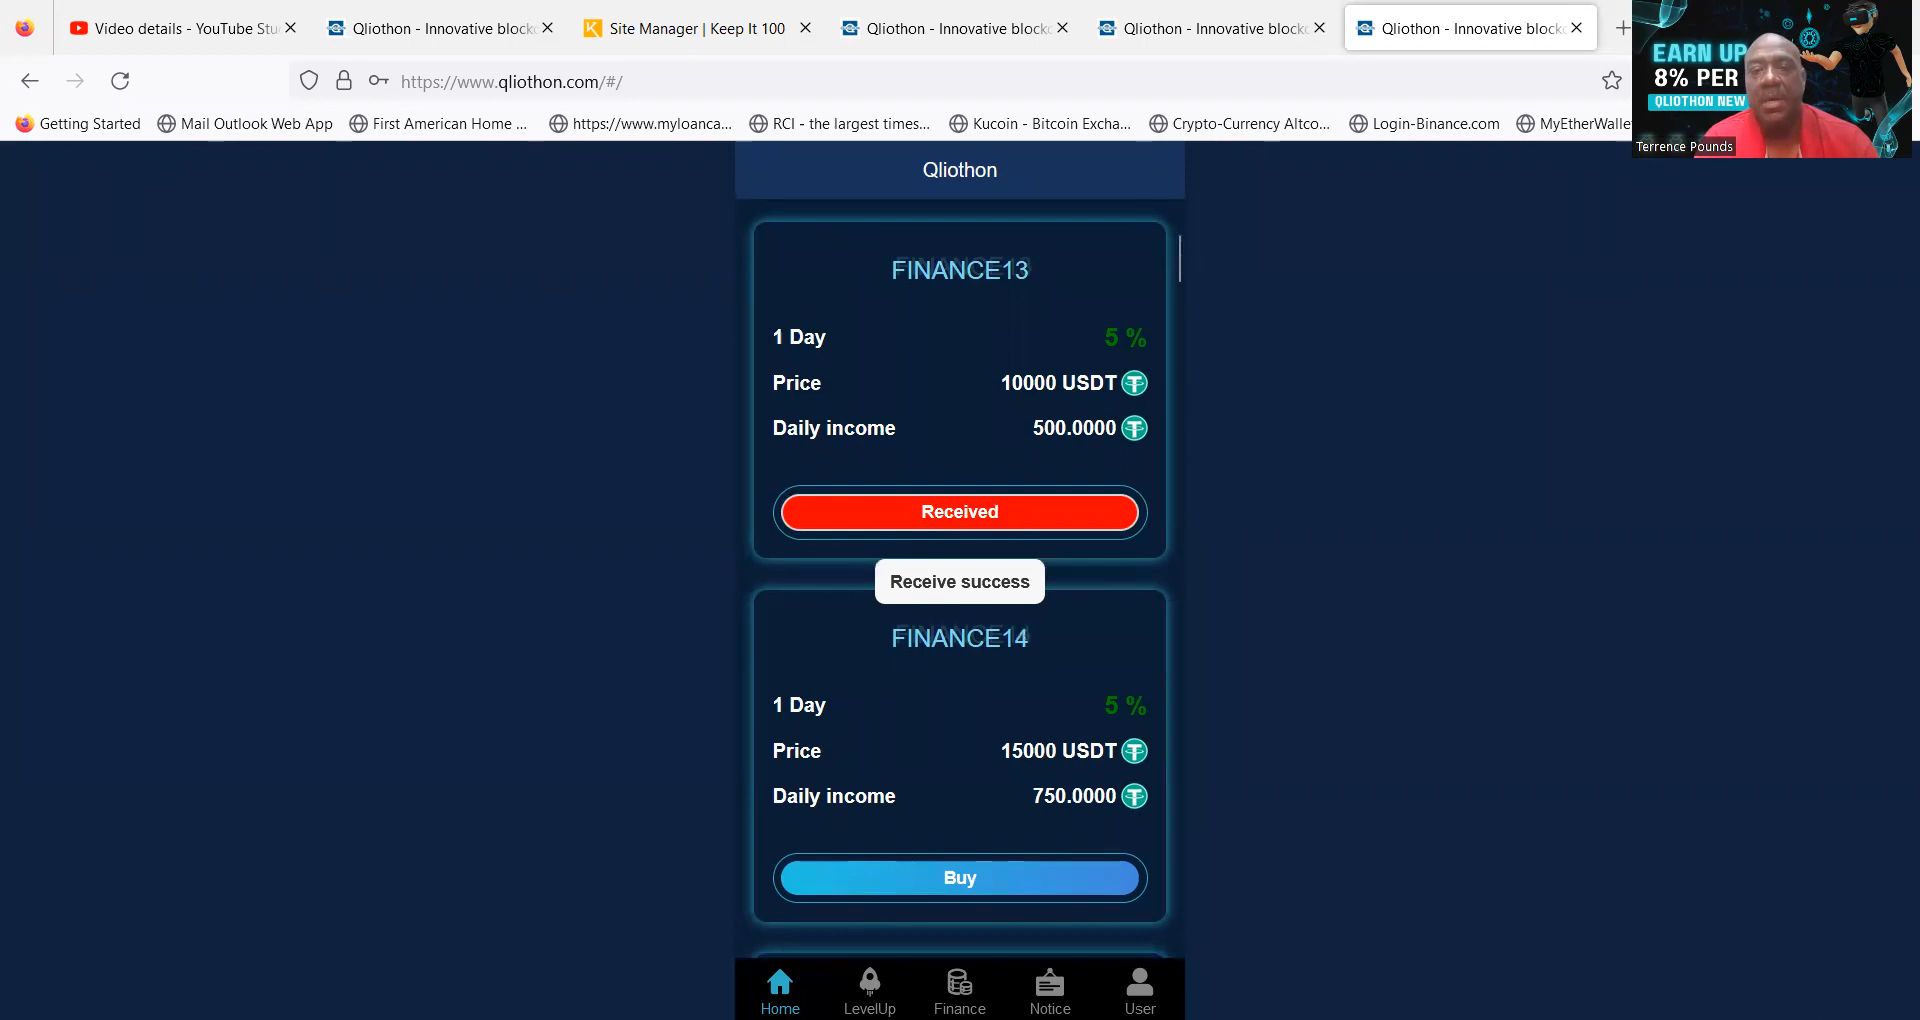 Video details - YouTube Stu
Qliothon - Innovative block
Site Manager | Keep It 100
Qliothon - Innovative block
Qliothon - Innovative block
Qliothon - Innovative block
https://www.qliothon.com/#/
Getting Started
Mail Outlook Web App
First American Home ...
https://www.myloanca...
RCI - the largest times...
Kucoin - Bitcoin Excha...
Crypto-Currency Altco...
Login-Binance.com
MyEtherWalle
EARN UP
8% PER
QLIOTHON NEW
Terrence Pounds
Qliothon
FINANCE13
1 Day 5 %
Price 10000 USDT
Daily income 500.0000
Received
Receive success
FINANCE14
1 Day 5 %
Price 15000 USDT
Daily income 750.0000
Buy
Home LevelUp Finance Notice User